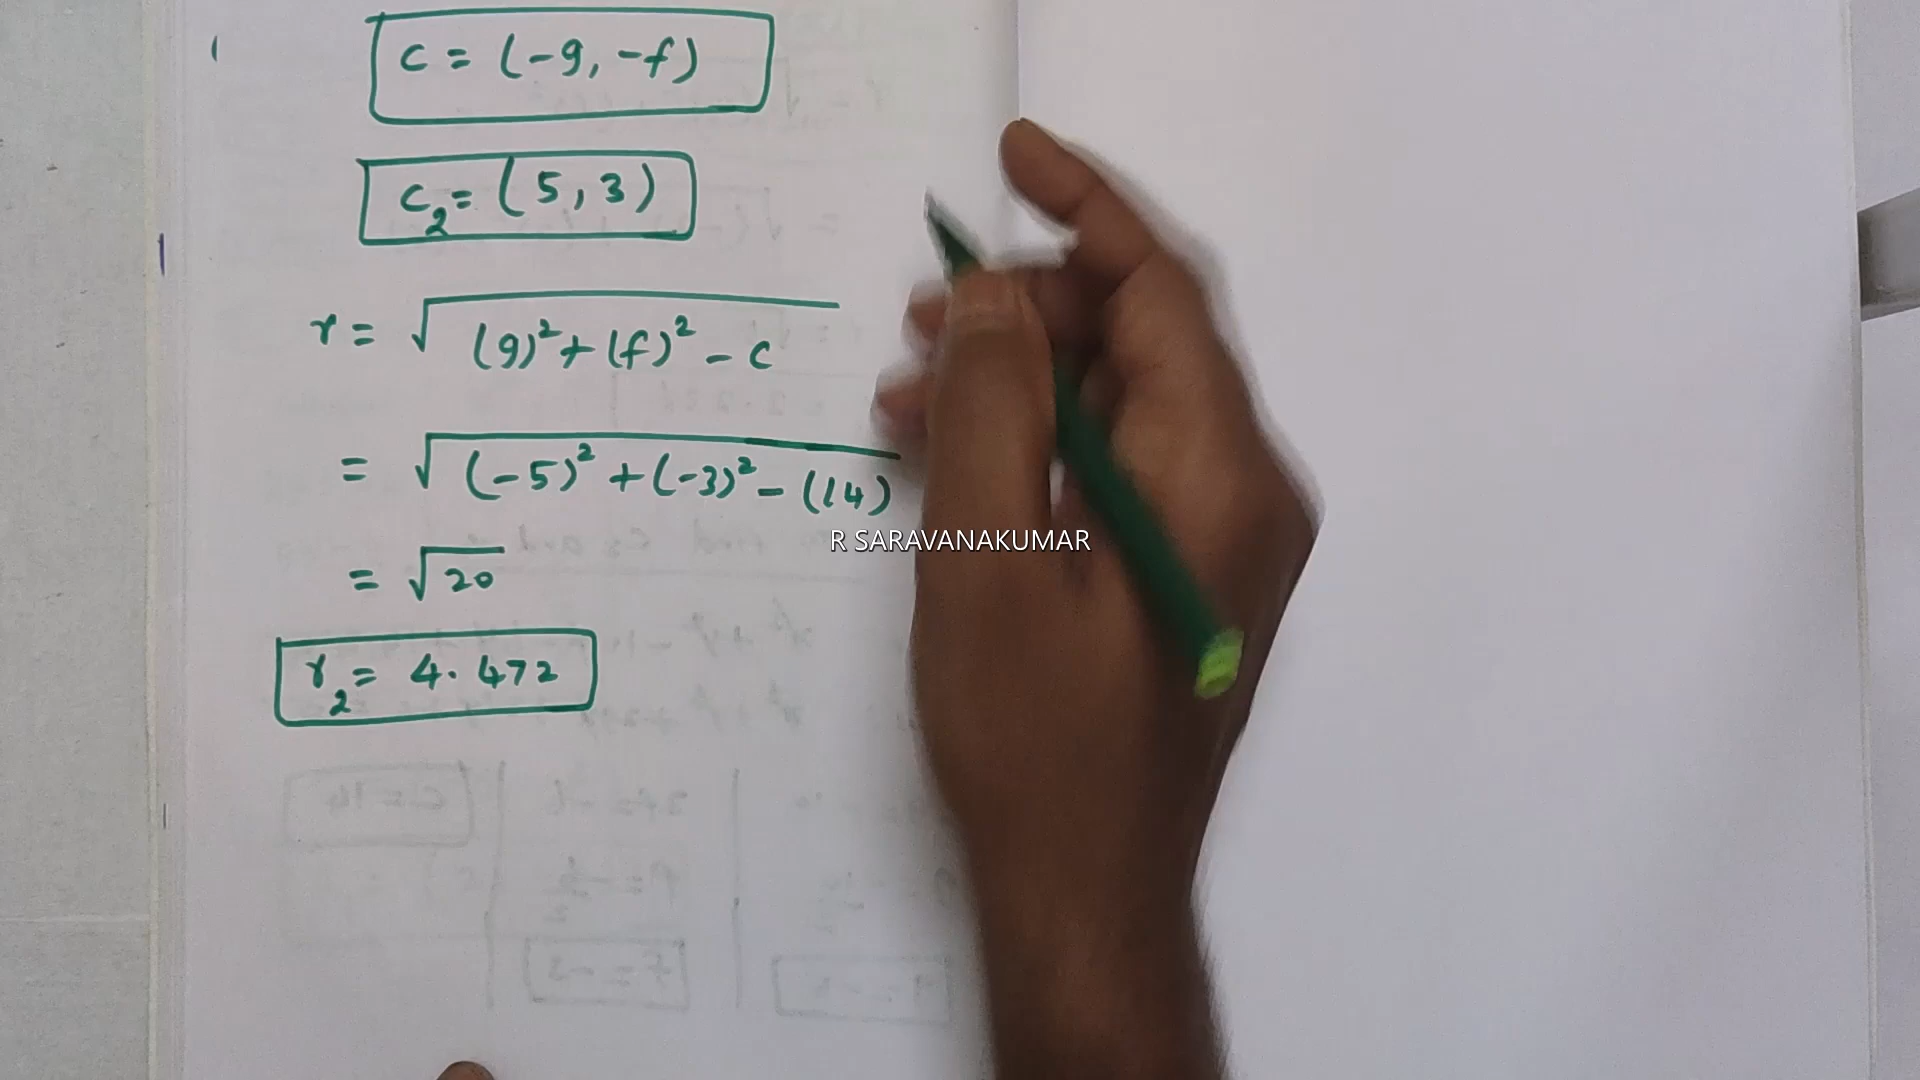 C = (-g, -f)
C₂ = (5, 3)
r = √((g)² + (f)² - C)
= √((-5)² + (-3)² - (14))
= √20
r₂ = 4.472
R SARAVANAKUMAR